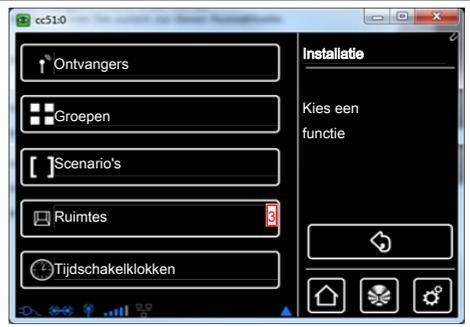 cc51:0
Ontvangers
Groepen
Scenario's
Ruimtes 3
Tijdschakelklokken
Installatie
Kies een
functie